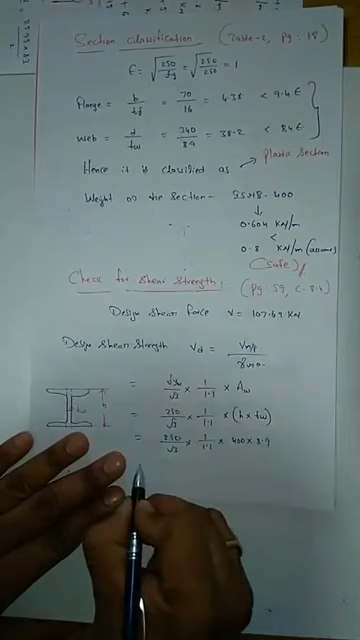 Section classification (Table-2, Pg: 18)
ε = √250/fy = √250/250 = 1
Flange = b/tf = 70/16 = 4.38 < 9.4 ε
Web = d/tw = 340/8.9 = 38.2 < 84 ε
Hence it is classified as → Plastic Section
Weight of the section - ISMB-400
↓
0.604 KN/m
<
0.8 KN/m (assume)
(Safe)
Check for Shear Strength: (Pg: 59, C. 8.4)
Design Shear force V = 107.69 KN
Design Shear Strength Vd = Vn/
= fyw/√3 × 1/1.1 × Aw
= 250/√3 × 1/1.1 × (h × tw)
= 250/√3 × 1/1.1 × 400 × 8.9
tw
h